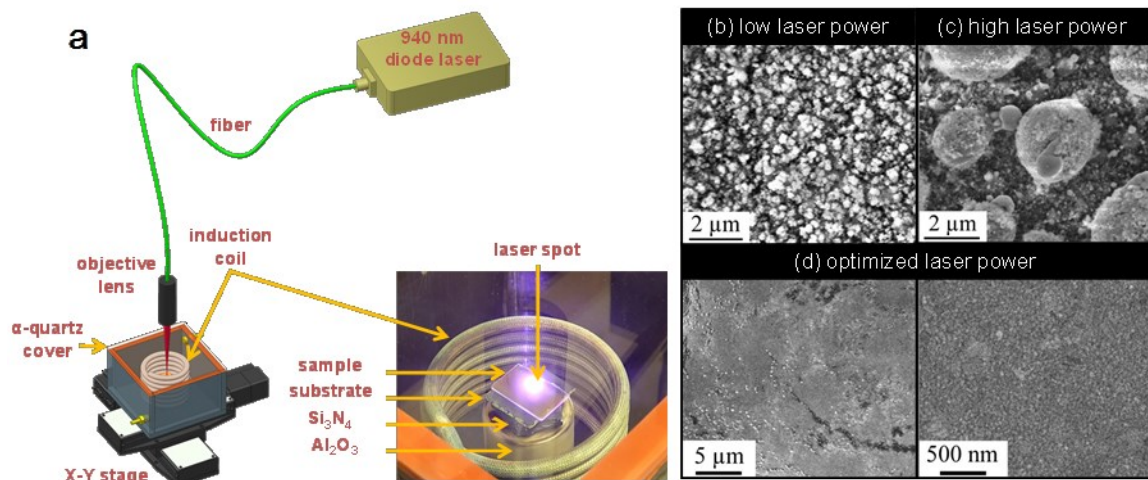 a
940 nm
diode laser
fiber
induction
coil
objective
lens
α-quartz
cover
X-Y stage
laser spot
sample
substrate
Si₃N₄
Al₂O₃
(b) low laser power
2 µm
(c) high laser power
2 µm
(d) optimized laser power
5 µm
500 nm